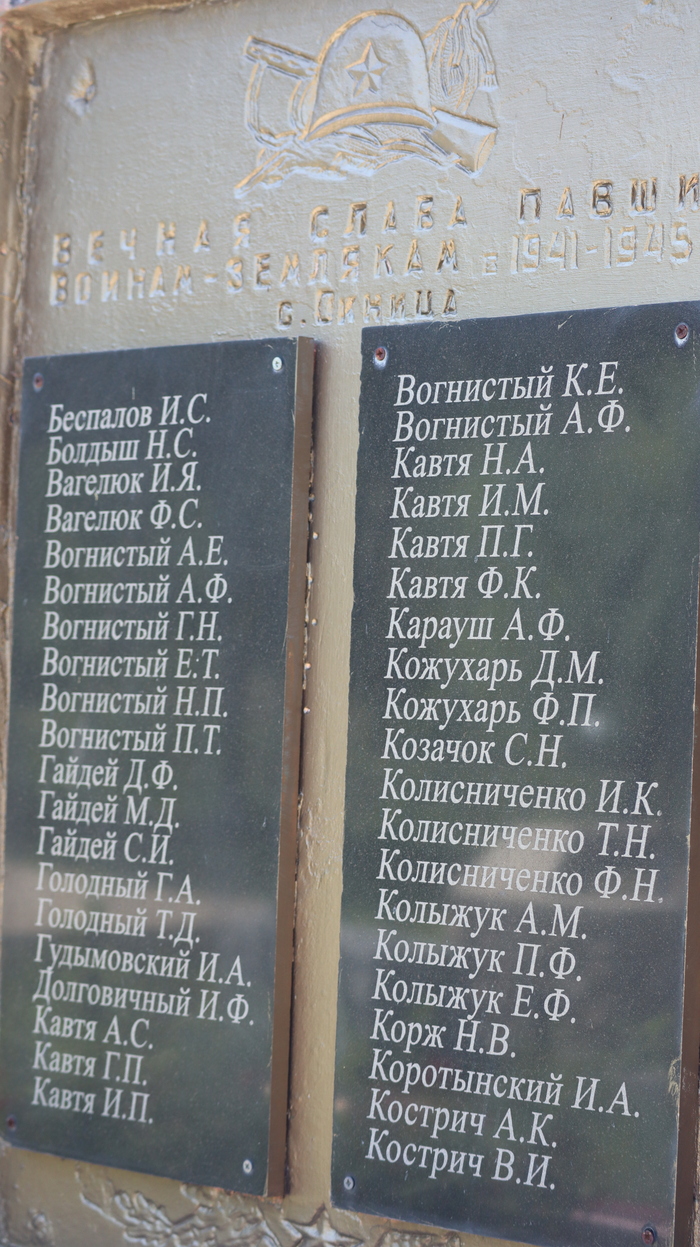 ВЕЧНАЯ СЛАВА ПАВШИ
ВОИНАМ-ЗЕМЛЯКАМ в 1941-1945
Беспалов И.С.
Болдыш Н.С.
Вагелюк И.Я.
Вагелюк Ф.С.
Вогнистый А.Е.
Вогнистый А.Ф.
Вогнистый Г.Н.
Вогнистый Е.Т.
Вогнистый Н.П.
Вогнистый П.Т.
Гайдей Д.Ф.
Гайдей М.Д.
Гайдей С.И.
Голодный Г.А.
Голодный Т.Д.
Гудымовский И.А.
Долговичный И.Ф.
Кавтя А.С.
Кавтя Г.П.
Кавтя И.П.
Вогнистый К.Е.
Вогнистый А.Ф.
Кавтя Н.А.
Кавтя И.М.
Кавтя П.Г.
Кавтя Ф.К.
Карауш А.Ф.
Кожухарь Д.М.
Кожухарь Ф.П.
Козачок С.Н.
Колисниченко И.К.
Колисниченко Т.Н.
Колисниченко Ф.Н.
Колыжук А.М.
Колыжук П.Ф.
Колыжук Е.Ф.
Корж Н.В.
Коротынский И.А.
Кострич А.К.
Кострич В.И.